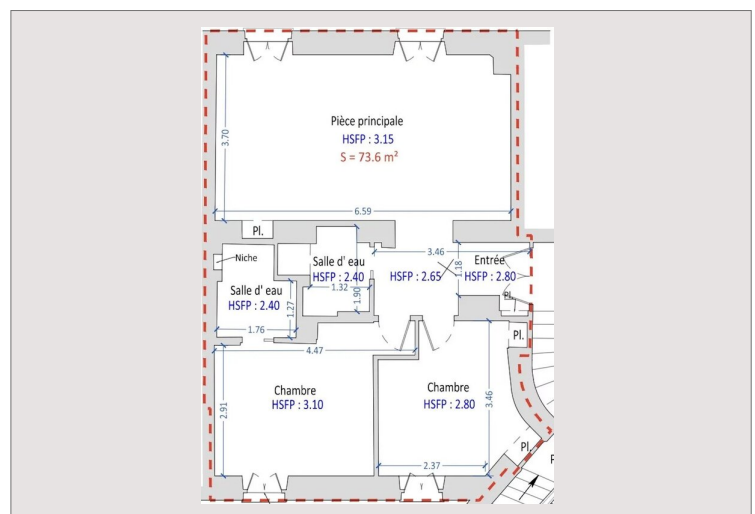 Pièce principale
HSFP : 3.15
S = 73.6 m²
3.70
6.59
Pl.
Niche
Salle d' eau
HSFP : 2.40
1.32
1.90
3.46
HSFP : 2.65
1.18
Entrée
HSFP : 2.80
Pl.
Salle d' eau
HSFP : 2.40
1.27
1.76
4.47
Pl.
Chambre
HSFP : 3.10
2.91
Chambre
HSFP : 2.80
3.46
2.37
Pl.